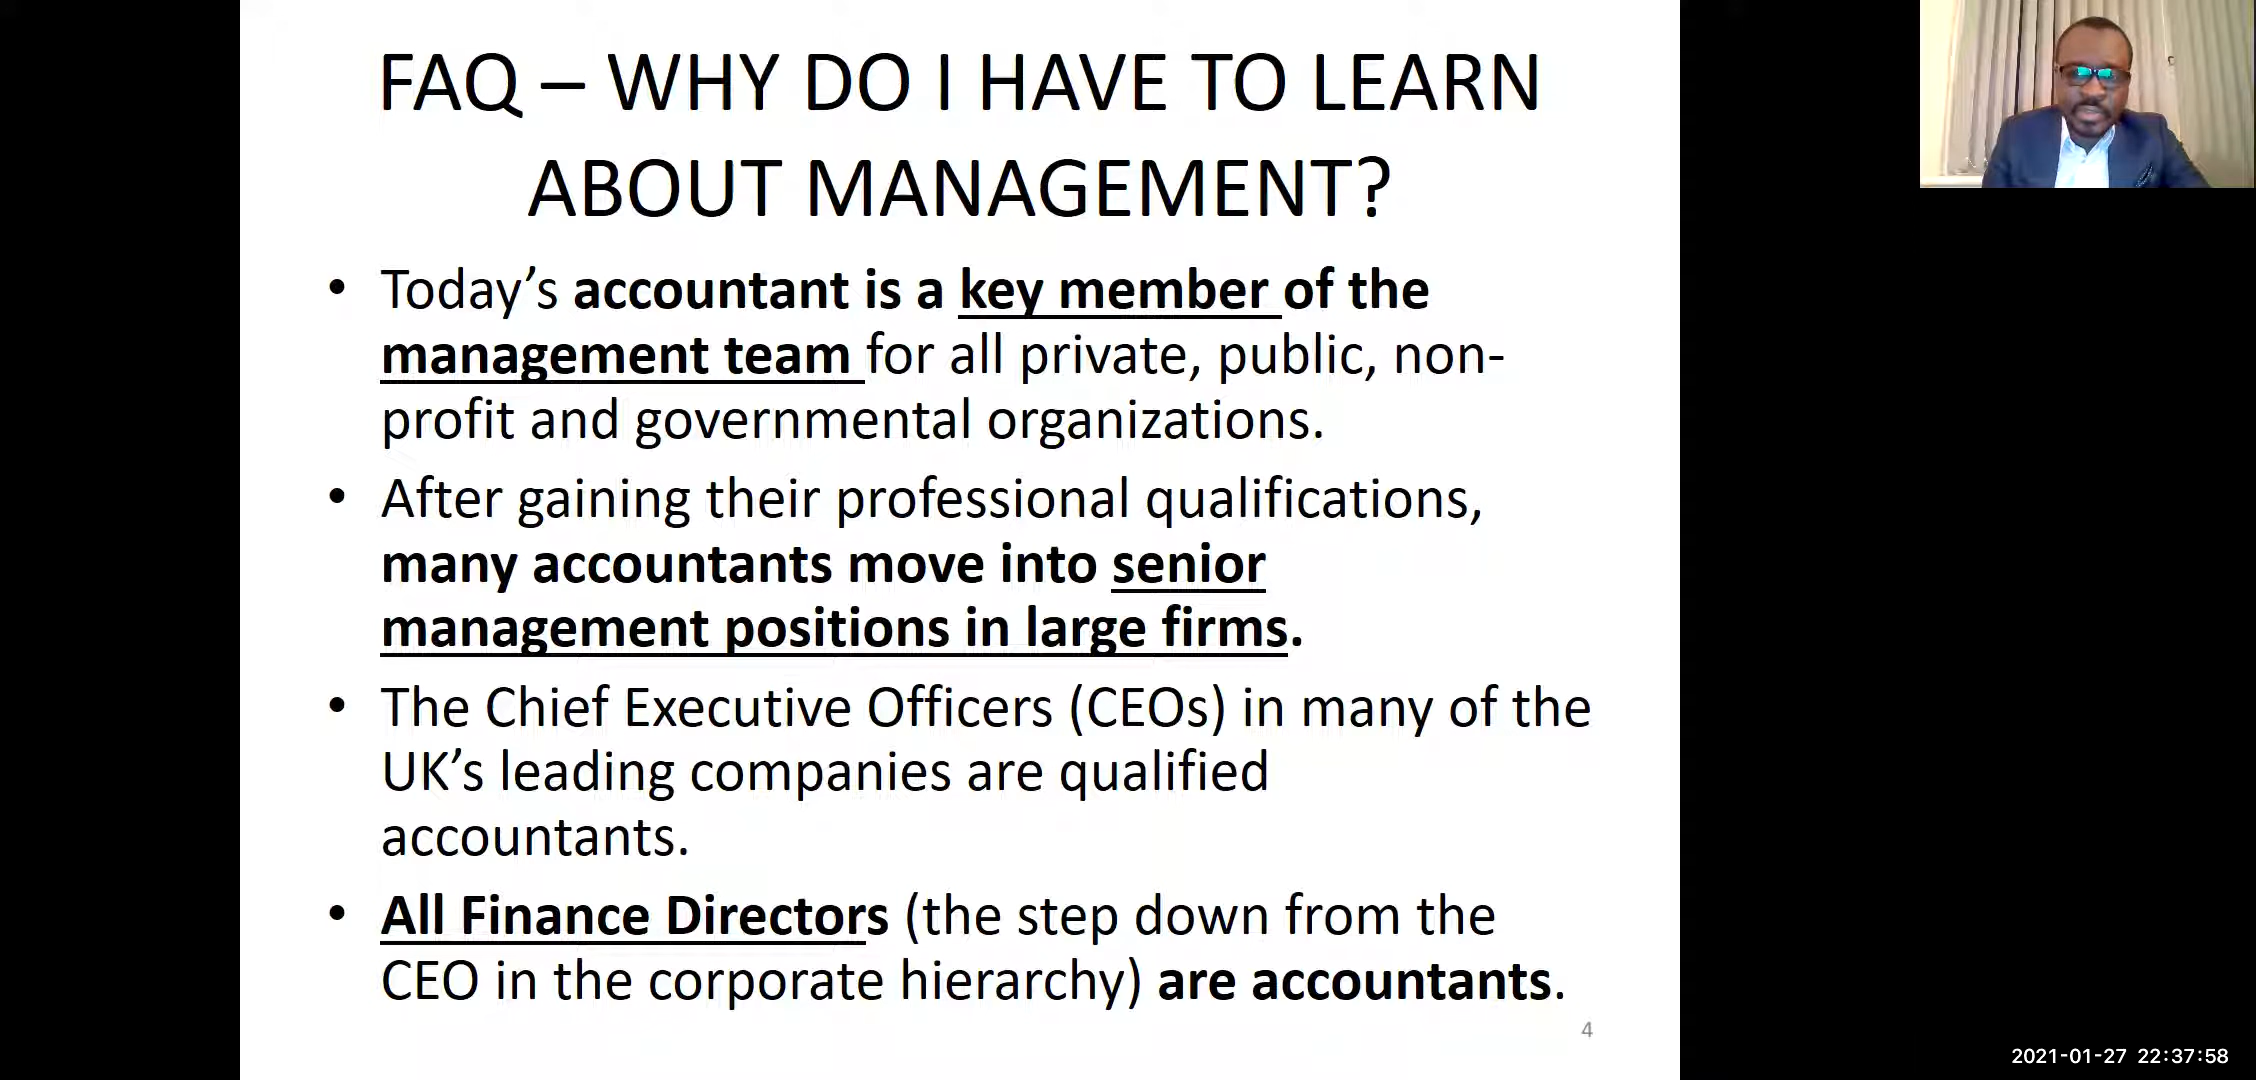 FAQ – WHY DO I HAVE TO LEARN
ABOUT MANAGEMENT?
• Today’s accountant is a key member of the
management team for all private, public, non-
profit and governmental organizations.
• After gaining their professional qualifications,
many accountants move into senior
management positions in large firms.
• The Chief Executive Officers (CEOs) in many of the
UK’s leading companies are qualified
accountants.
• All Finance Directors (the step down from the
CEO in the corporate hierarchy) are accountants.
4
2021-01-27 22:37:58